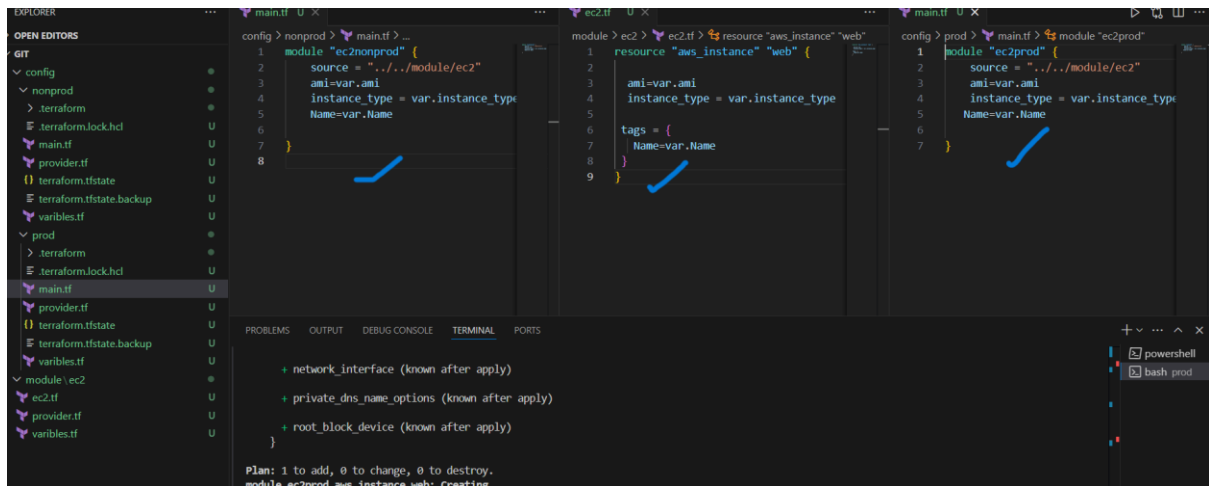 EXPLORER
OPEN EDITORS
GIT
config
nonprod
.terraform
.terraform.lock.hcl U
main.tf U
provider.tf U
terraform.tfstate U
terraform.tfstate.backup U
varibles.tf U
prod
.terraform
.terraform.lock.hcl U
main.tf U
provider.tf U
terraform.tfstate U
terraform.tfstate.backup U
varibles.tf U
module\ec2
ec2.tf U
provider.tf U
varibles.tf U
main.tf U
config > nonprod > main.tf > ...
1 module "ec2nonprod" {
2 source = "../../module/ec2"
3 ami=var.ami
4 instance_type = var.instance_type
5 Name=var.Name
6
7 }
8
ec2.tf U
module > ec2 > ec2.tf > resource "aws_instance" "web"
1 resource "aws_instance" "web" {
2
3 ami=var.ami
4 instance_type = var.instance_type
5
6 tags = {
7 Name=var.Name
8 }
9 }
main.tf U
config > prod > main.tf > module "ec2prod"
1 module "ec2prod" {
2 source = "../../module/ec2"
3 ami=var.ami
4 instance_type = var.instance_type
5 Name=var.Name
6
7 }
PROBLEMS OUTPUT DEBUG CONSOLE TERMINAL PORTS
+ network_interface (known after apply)
+ private_dns_name_options (known after apply)
+ root_block_device (known after apply)
}
Plan: 1 to add, 0 to change, 0 to destroy.
module.ec2prod.aws_instance.web: Creating...
powershell
bash prod